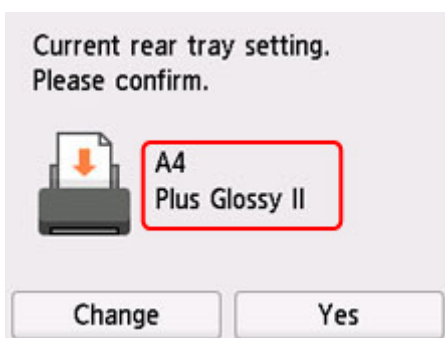 Current rear tray setting.
Please confirm.
A4
Plus Glossy II
Change
Yes